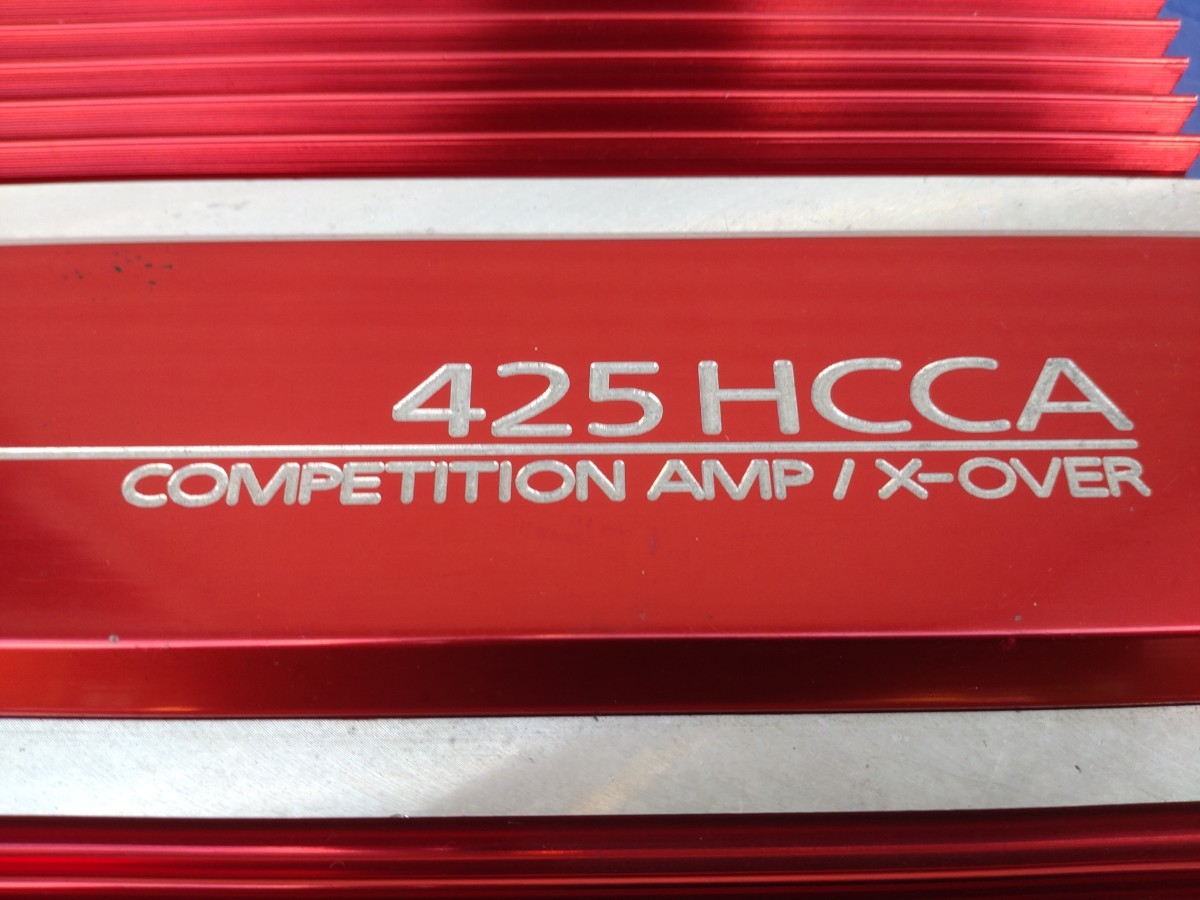 425 HCCA
COMPETITION AMP / X-OVER